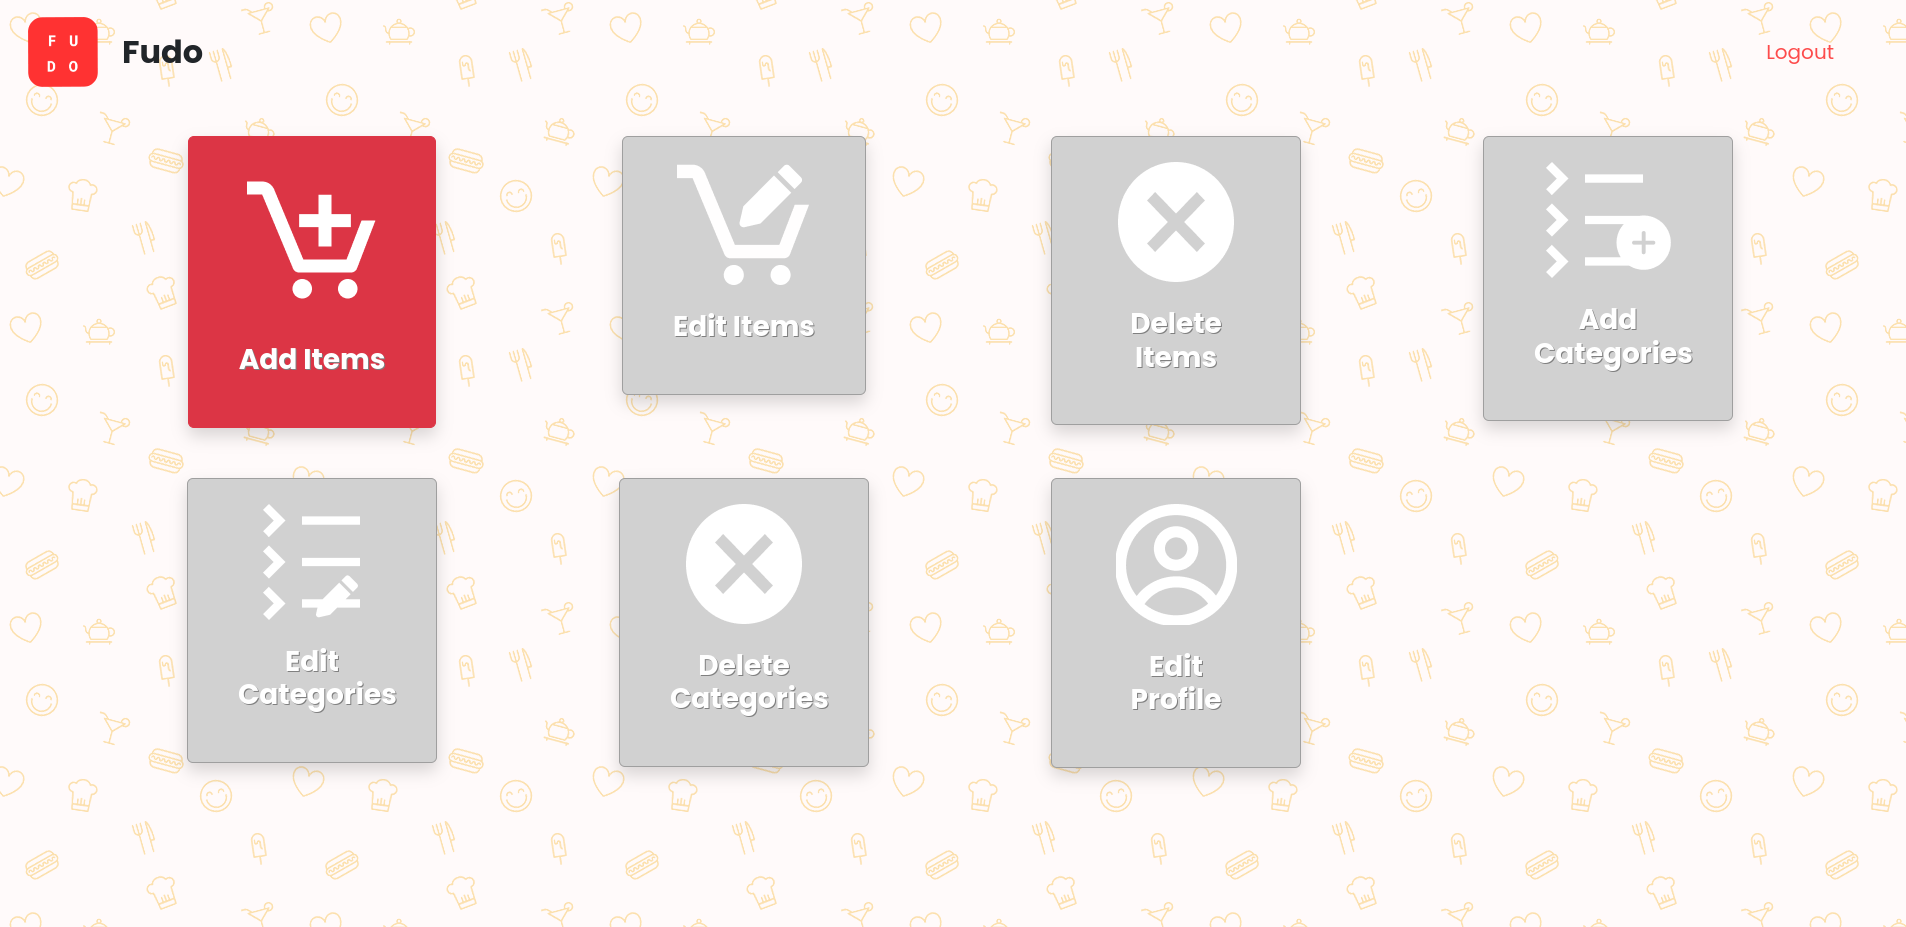 F U
D O
Fudo
Logout
Add Items
Edit Items
Delete
Items
Add
Categories
Edit
Categories
Delete
Categories
Edit
Profile